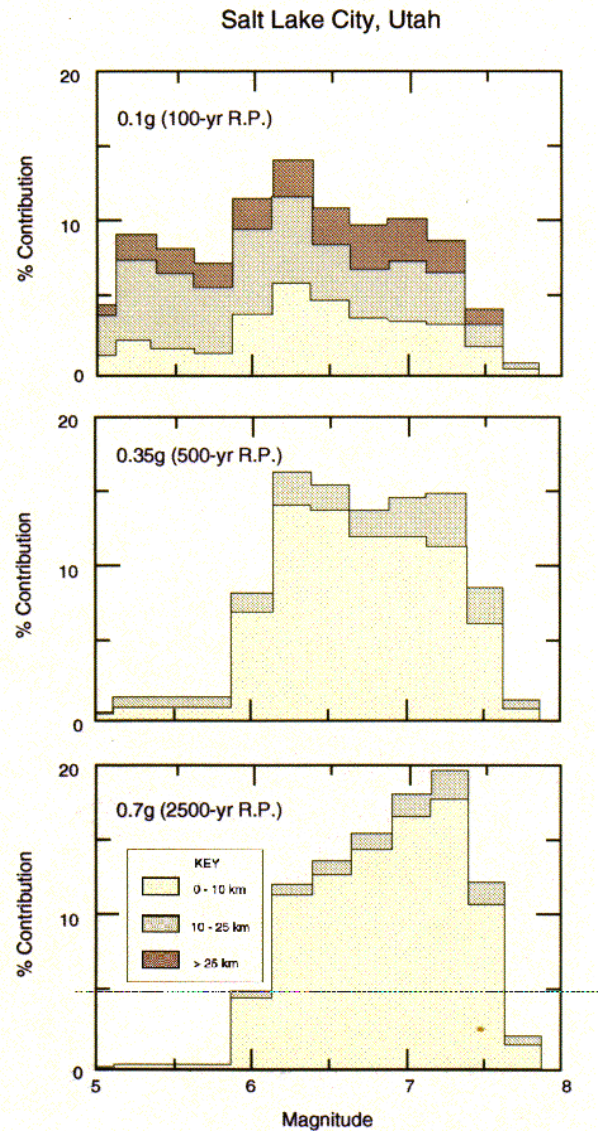 Salt Lake City, Utah
20
0.1g (100-yr R.P.)
% Contribution
10
0
20
0.35g (500-yr R.P.)
% Contribution
10
0
20
0.7g (2500-yr R.P.)
KEY
0 - 10 km
% Contribution
10 - 25 km
10
> 25 km
0
5 6 7 8
Magnitude